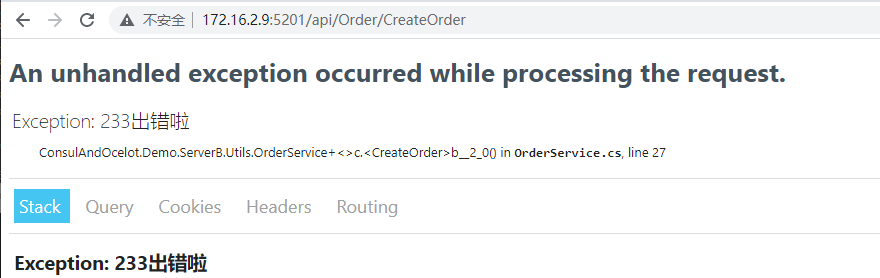 不安全 | 172.16.2.9:5201/api/Order/CreateOrder
An unhandled exception occurred while processing the request.
Exception: 233出错啦
ConsulAndOcelot.Demo.ServerB.Utils.OrderService+<>c.<CreateOrder>b__2_0() in OrderService.cs, line 27
Stack Query Cookies Headers Routing
Exception: 233出错啦